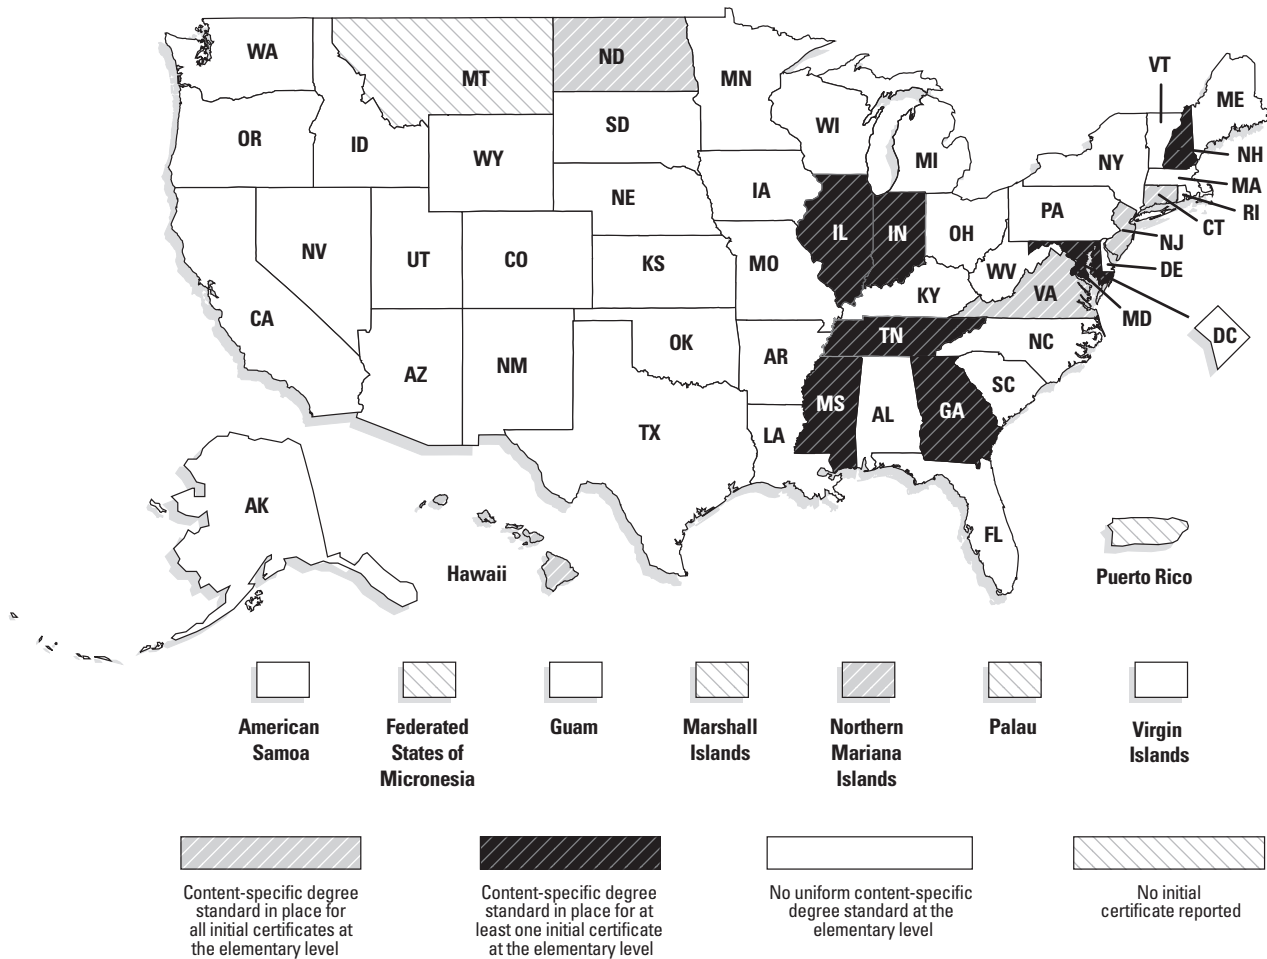 WA
MT
ND
MN
VT
ME
OR
ID
WY
SD
WI
MI
NY
NH
MA
RI
CT
NJ
DE
MD
DC
NV
UT
CO
NE
IA
IL
IN
OH
PA
WV
VA
CA
KS
MO
KY
AZ
NM
OK
AR
TN
NC
SC
TX
LA
MS
AL
GA
FL
AK
Hawaii
Puerto Rico
American
Samoa
Federated
States of
Micronesia
Guam
Marshall
Islands
Northern
Mariana
Islands
Palau
Virgin
Islands
Content-specific degree
standard in place for
all initial certificates at
the elementary level
Content-specific degree
standard in place for at
least one initial certificate
at the elementary level
No uniform content-specific
degree standard at the
elementary level
No initial
certificate reported